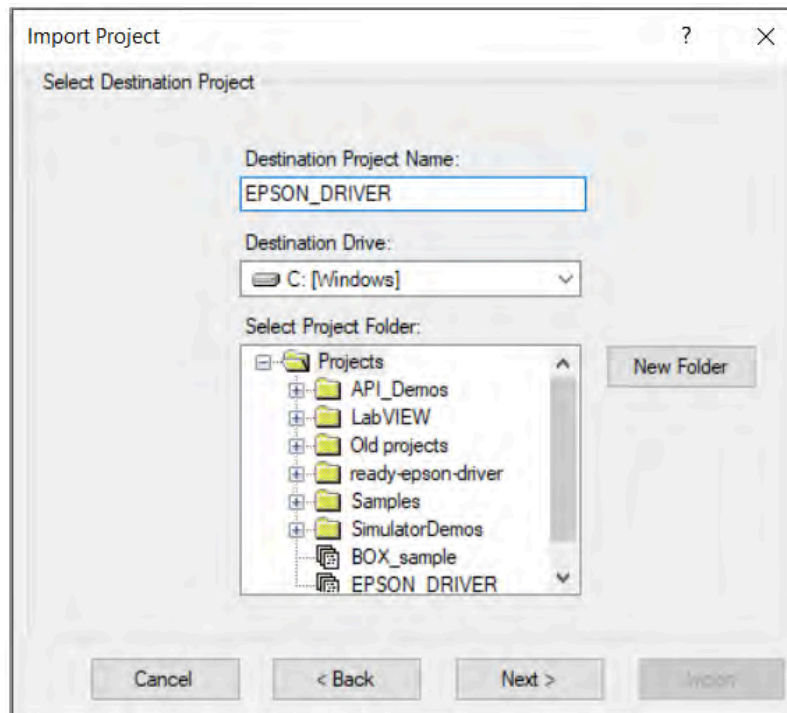 Import Project
?
Select Destination Project
Destination Project Name:
EPSON_DRIVER
Destination Drive:
C: [Windows]
Select Project Folder:
Projects
New Folder
API_Demos
LabVIEW
Old projects
ready-epson-driver
Samples
SimulatorDemos
BOX_sample
EPSON_DRIVER
Cancel
< Back
Next >
Import